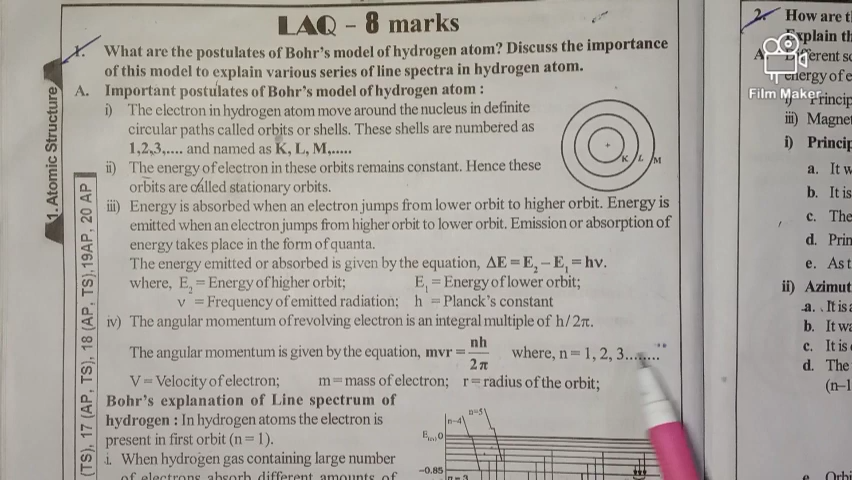 LAQ – 8 marks
1. What are the postulates of Bohr's model of hydrogen atom? Discuss the importance
of this model to explain various series of line spectra in hydrogen atom.
A. Important postulates of Bohr's model of hydrogen atom :
i) The electron in hydrogen atom move around the nucleus in definite
circular paths called orbits or shells. These shells are numbered as
1,2,3,.... and named as K, L, M,.....
K L M
ii) The energy of electron in these orbits remains constant. Hence these
orbits are called stationary orbits.
iii) Energy is absorbed when an electron jumps from lower orbit to higher orbit. Energy is
emitted when an electron jumps from higher orbit to lower orbit. Emission or absorption of
energy takes place in the form of quanta.
The energy emitted or absorbed is given by the equation, ΔE = E₂ – E₁ = hν.
where, E₂ = Energy of higher orbit; E₁ = Energy of lower orbit;
ν = Frequency of emitted radiation; h = Planck's constant
iv) The angular momentum of revolving electron is an integral multiple of h/2π.
The angular momentum is given by the equation, mvr = nh/2π where, n = 1, 2, 3........
V = Velocity of electron; m = mass of electron; r = radius of the orbit;
Bohr's explanation of Line spectrum of
hydrogen : In hydrogen atoms the electron is
present in first orbit (n = 1).
i. When hydrogen gas containing large number
of electrons absorb different amounts of
n=4 n=5
E(ev) 0
-0.85
n = 3
1. Atomic Structure
(TS), 17 (AP, TS), 18 (AP, TS), 19AP, 20 AP
2. How are t
Explain th
A
energy of e
i) Princip
iii) Magnet
i) Princip
a. It w
b. It is
c. The
d. Prin
e. As t
ii) Azimut
a. It is a
b. It wa
c. It is
d. The
(n–1
e Orbi
Film Maker